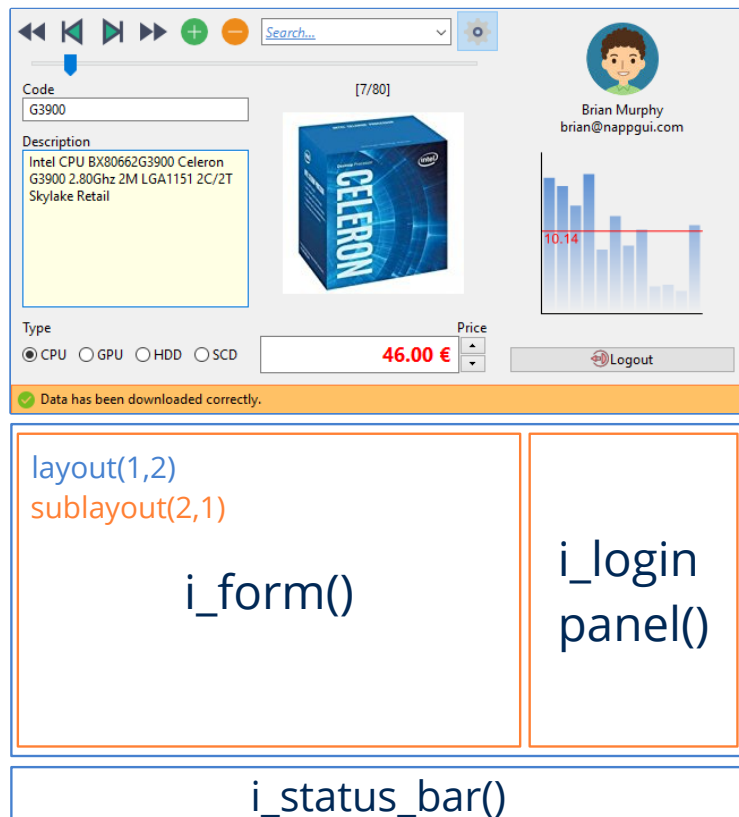 Search...
Code
G3900
[7/80]
Description
Intel CPU BX80662G3900 Celeron
G3900 2.80Ghz 2M LGA1151 2C/2T
Skylake Retail
CELERON
intel
Brian Murphy
brian@nappgui.com
10.14
Type
CPU GPU HDD SCD
Price
46.00 €
Logout
Data has been downloaded correctly.
layout(1,2)
sublayout(2,1)
i_form()
i_login
panel()
i_status_bar()